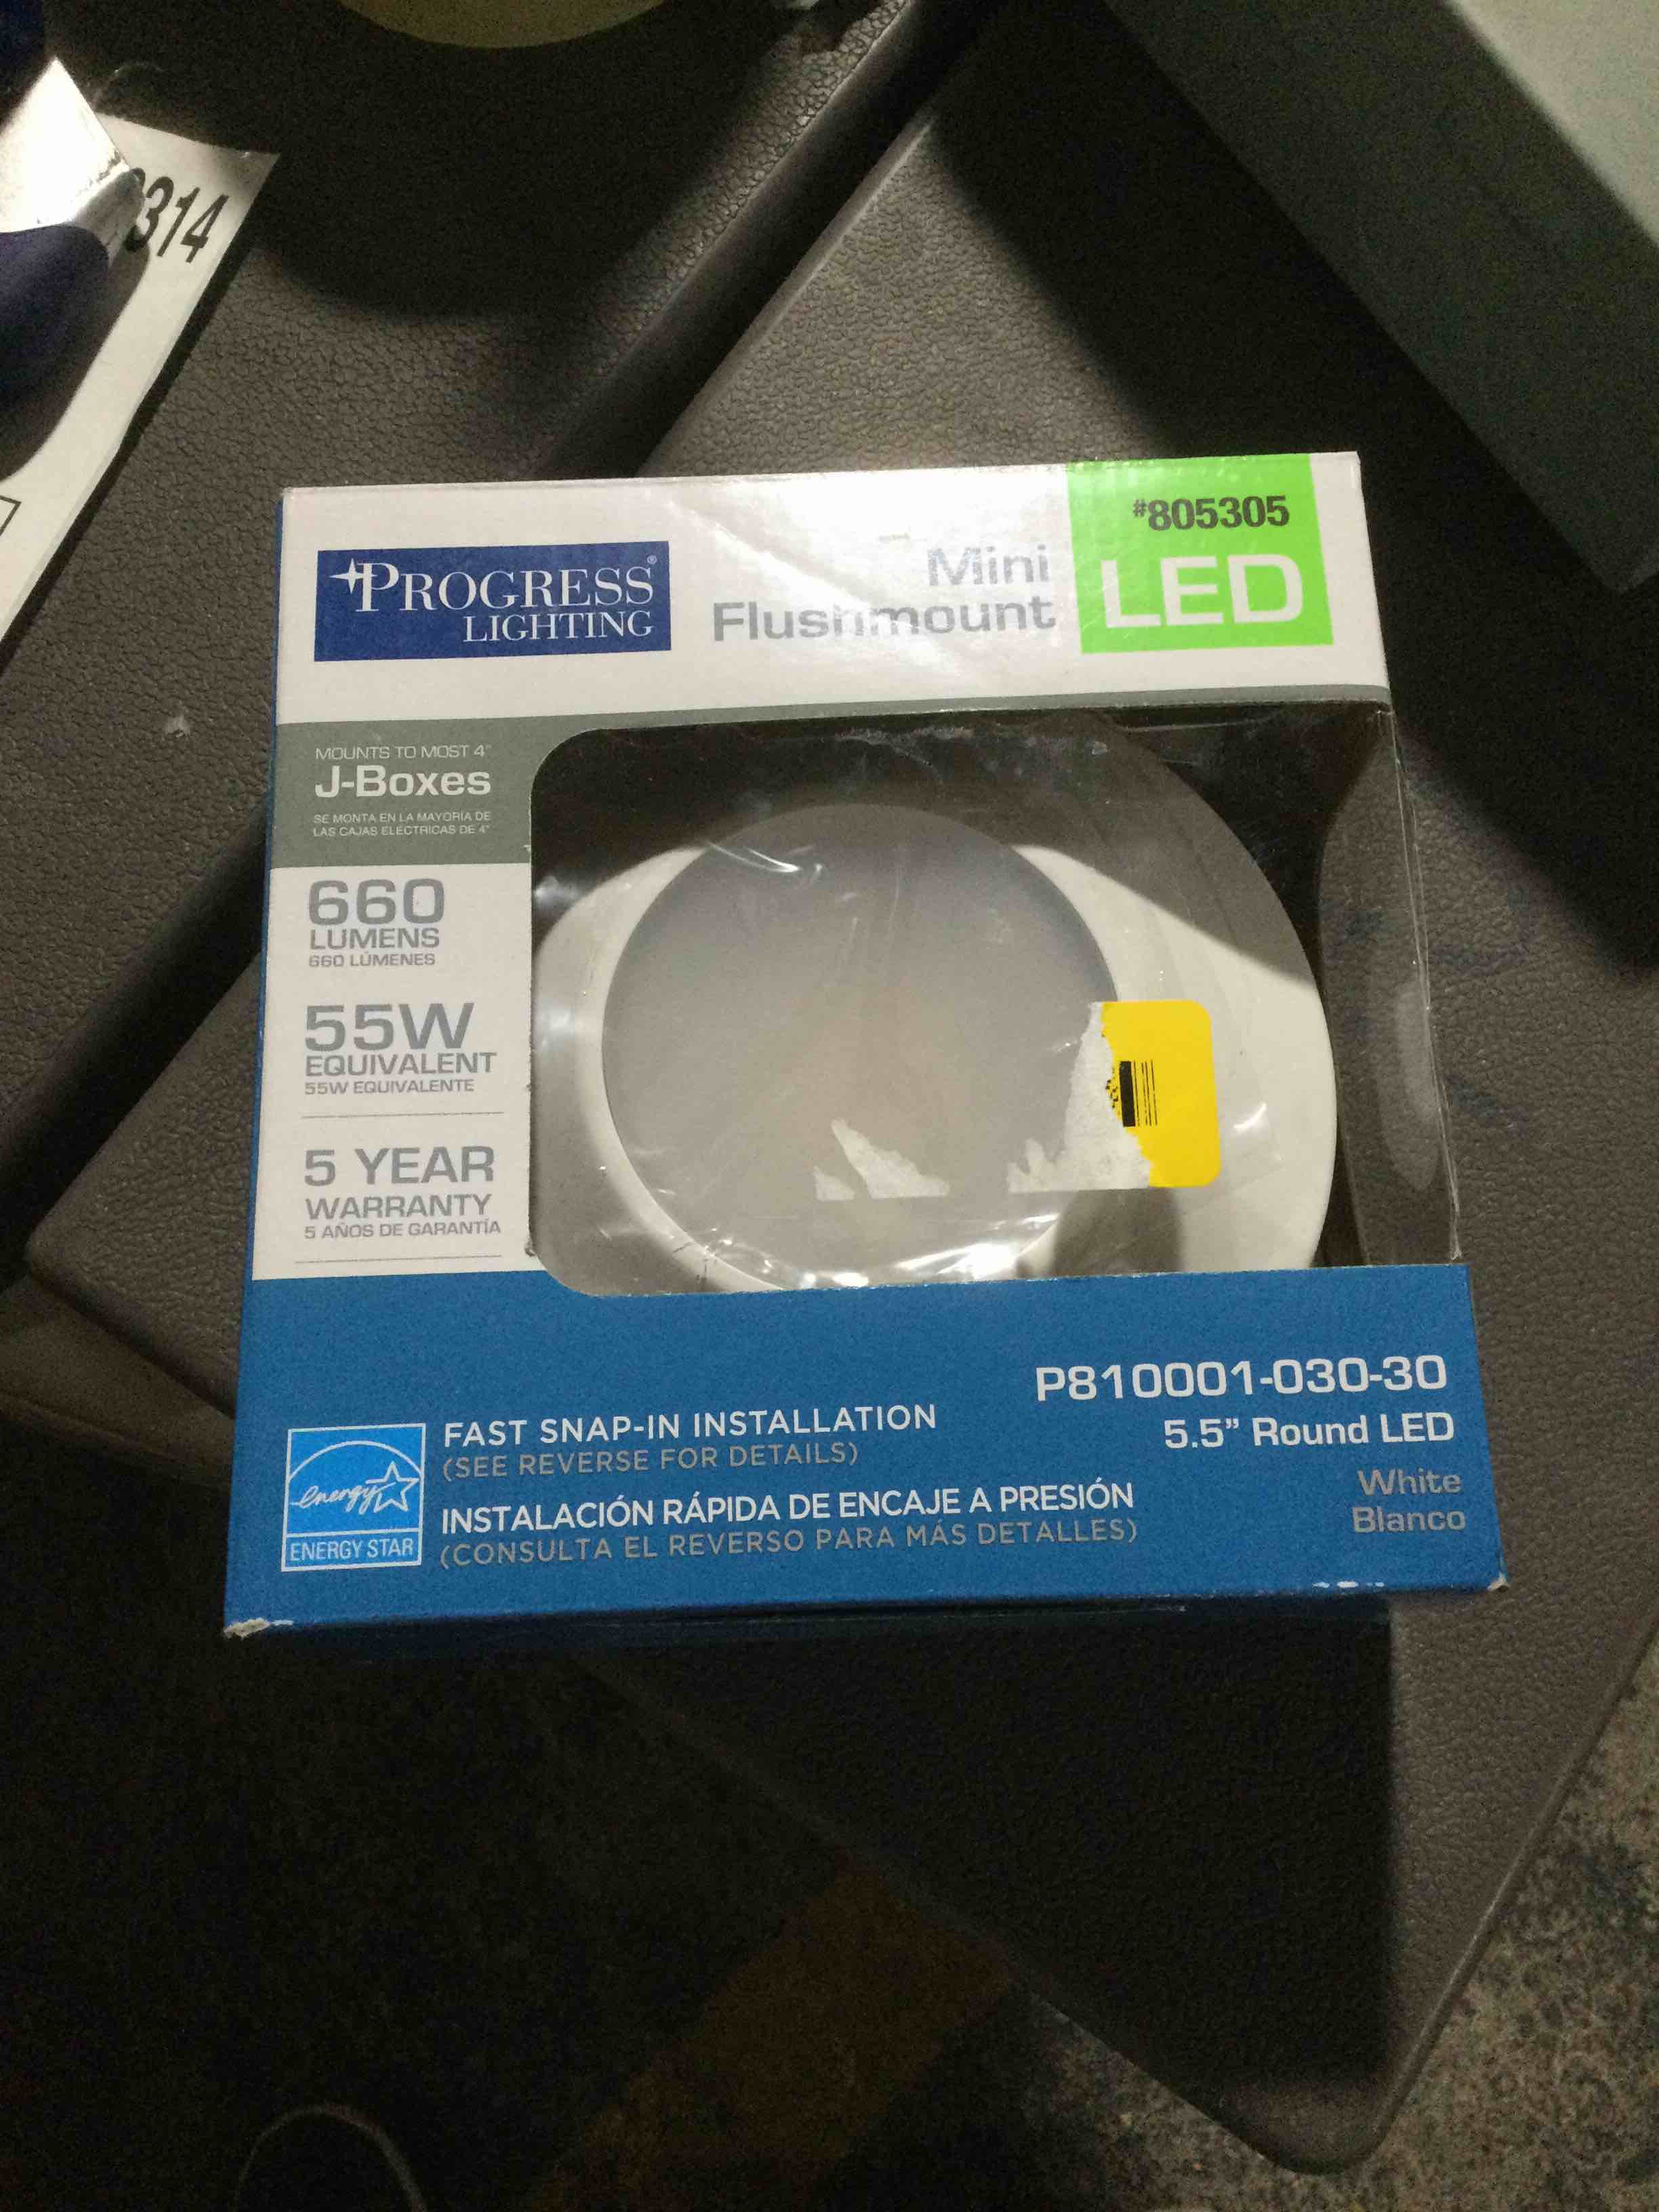 314
#805305
PROGRESS®
LIGHTING
Mini
Flushmount
LED
MOUNTS TO MOST 4"
J-Boxes
SE MONTA EN LA MAYORÍA DE
LAS CAJAS ELÉCTRICAS DE 4"
660
LUMENS
660 LÚMENES
55W
EQUIVALENT
55W EQUIVALENTE
5 YEAR
WARRANTY
5 AÑOS DE GARANTÍA
P810001-030-30
5.5” Round LED
White
Blanco
FAST SNAP-IN INSTALLATION
(SEE REVERSE FOR DETAILS)
INSTALACIÓN RÁPIDA DE ENCAJE A PRESIÓN
(CONSULTA EL REVERSO PARA MÁS DETALLES)
energy
ENERGY STAR